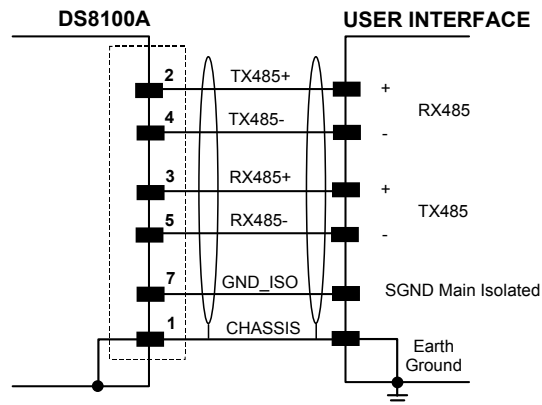 DS8100A
USER INTERFACE
2 TX485+ +
RX485
4 TX485- -
3 RX485+ +
TX485
5 RX485- -
7 GND_ISO SGND Main Isolated
1 CHASSIS
Earth
Ground